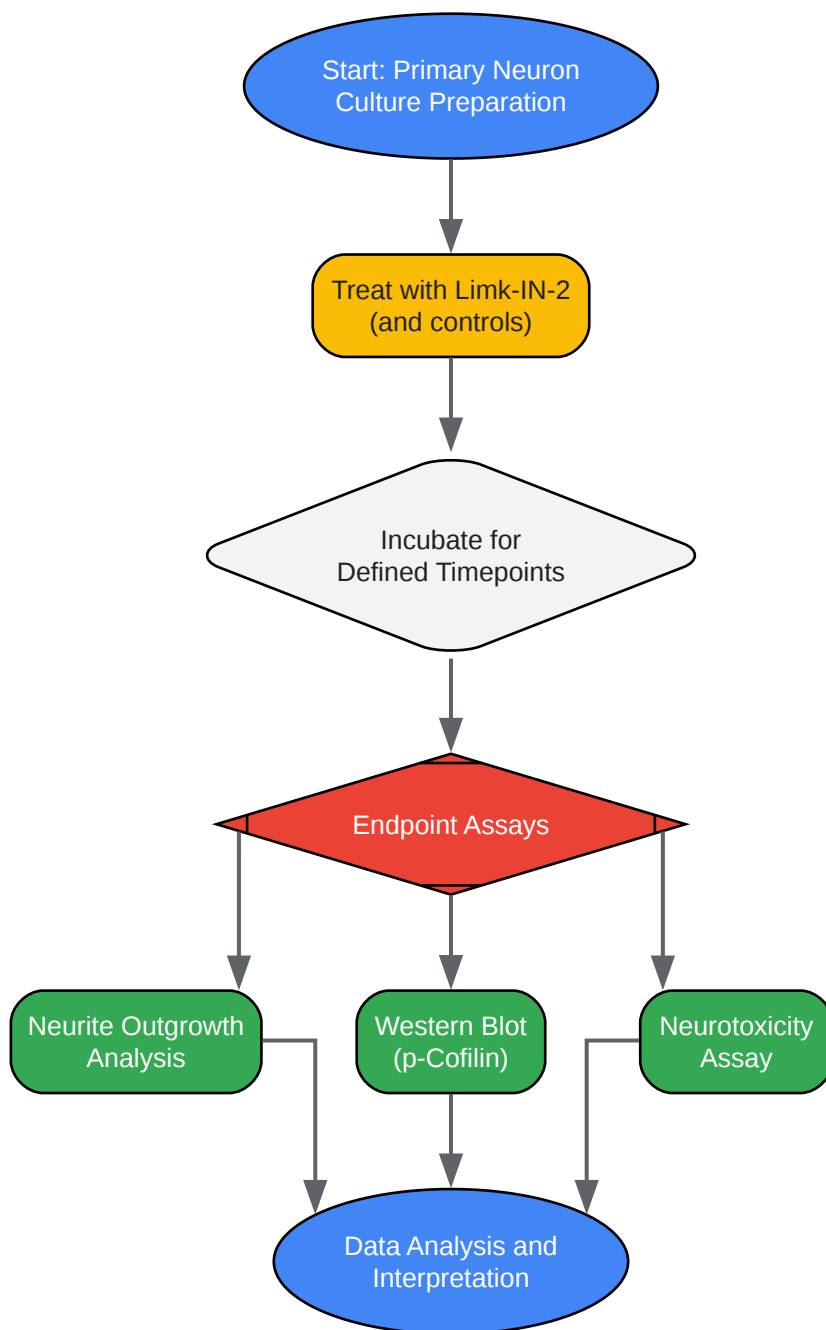 Start: Primary Neuron
Culture Preparation
Treat with Limk-IN-2
(and controls)
Incubate for
Defined Timepoints
Endpoint Assays
Neurite Outgrowth
Analysis
Western Blot
(p-Cofilin)
Neurotoxicity
Assay
Data Analysis and
Interpretation